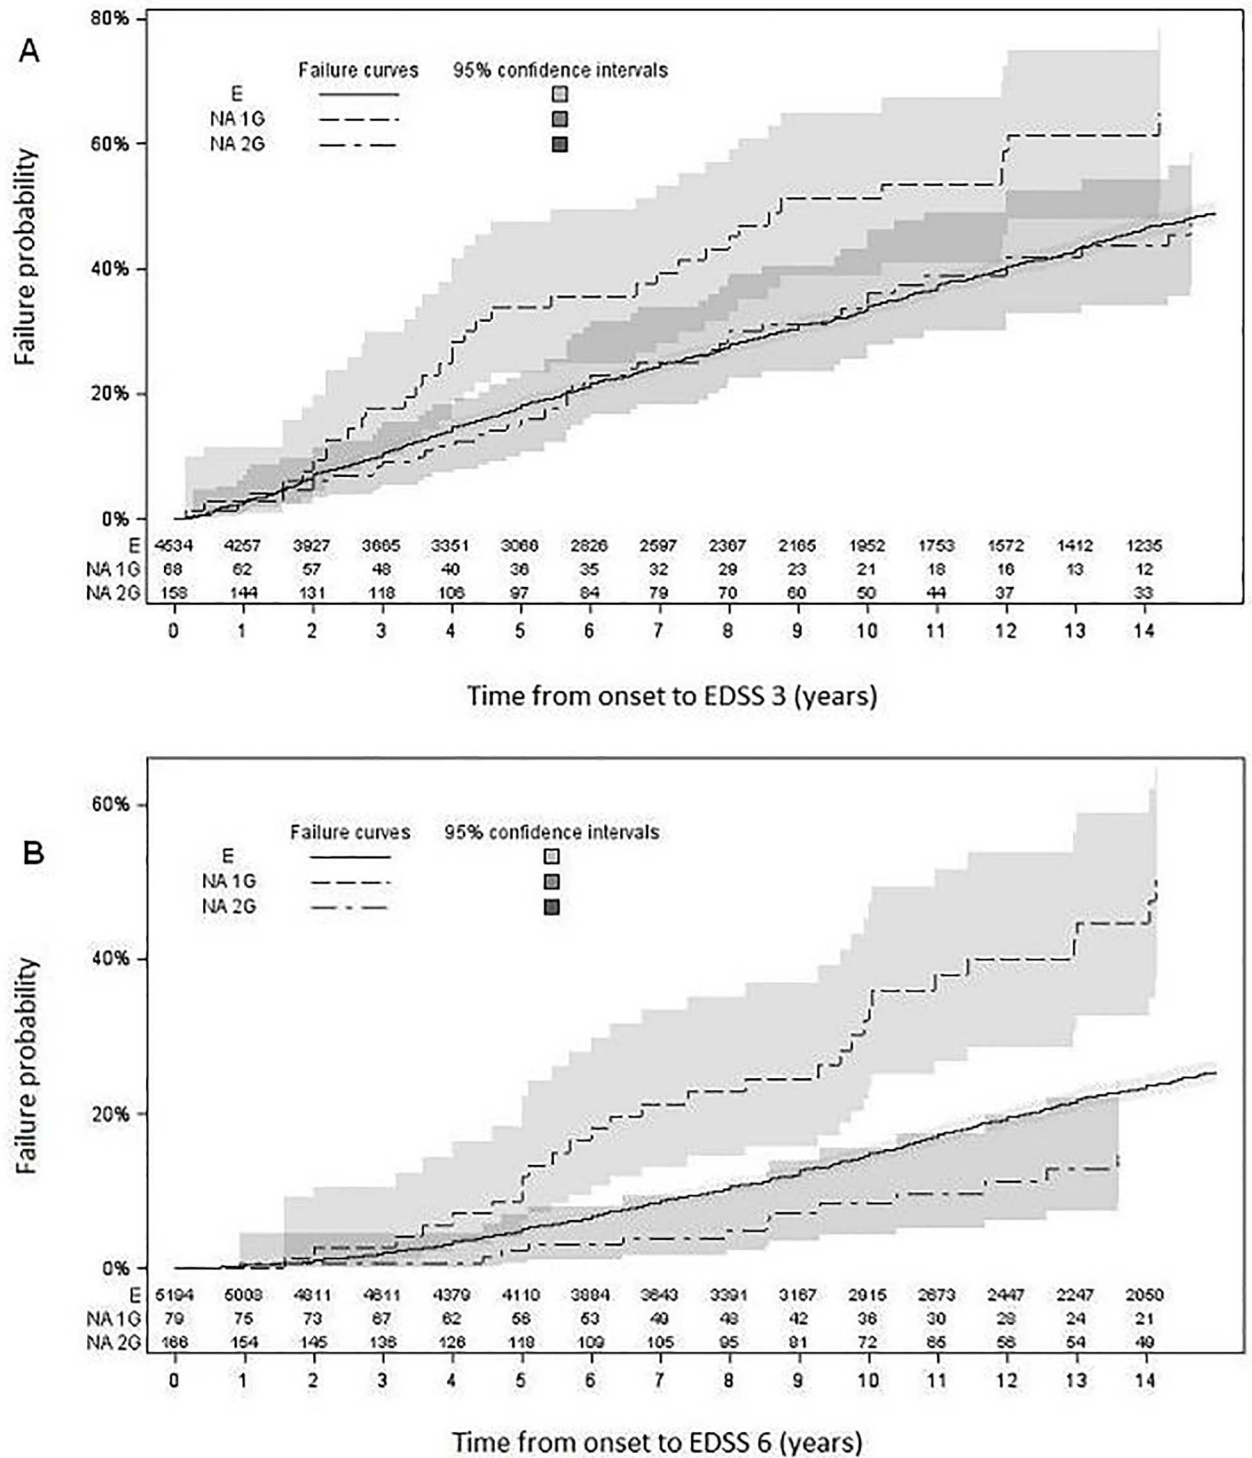 A
Failure probability
80%
60%
40%
20%
0%
Failure curves 95% confidence intervals
E
NA 1G
NA 2G
E 4534 4257 3927 3665 3351 3066 2826 2597 2367 2165 1952 1753 1572 1412 1235
NA 1G 68 62 57 48 40 36 35 32 29 23 21 18 16 13 12
NA 2G 158 144 131 118 106 97 84 79 70 60 50 44 37 33
0 1 2 3 4 5 6 7 8 9 10 11 12 13 14
Time from onset to EDSS 3 (years)
B
Failure probability
60%
40%
20%
0%
Failure curves 95% confidence intervals
E
NA 1G
NA 2G
E 5194 5008 4811 4611 4379 4110 3884 3643 3391 3167 2915 2673 2447 2247 2050
NA 1G 79 75 73 67 62 56 53 49 48 42 36 30 28 24 21
NA 2G 166 154 145 136 126 118 109 105 95 81 72 54 49
0 1 2 3 4 5 6 7 8 9 10 11 12 13 14
Time from onset to EDSS 6 (years)